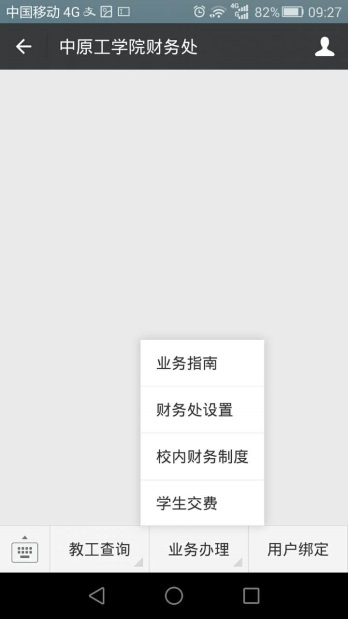 中国移动 4G 82% 09:27
中原工学院财务处
业务指南
财务处设置
校内财务制度
学生交费
教工查询 业务办理 用户绑定